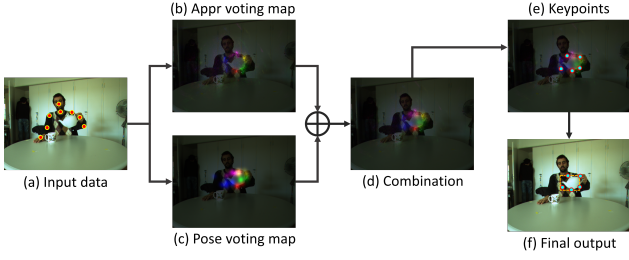 (b) Appr voting map
(e) Keypoints
(a) Input data
(d) Combination
(c) Pose voting map
(f) Final output